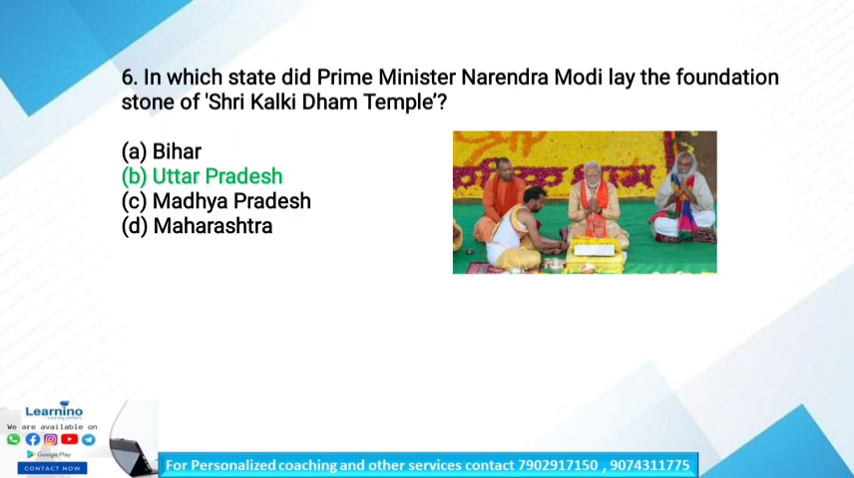 6. In which state did Prime Minister Narendra Modi lay the foundation
stone of 'Shri Kalki Dham Temple'?
(a) Bihar
(b) Uttar Pradesh
(c) Madhya Pradesh
(d) Maharashtra
Learnino
We are available on
Google Play
CONTACT NOW
For Personalized coaching and other services contact 7902917150 , 9074311775